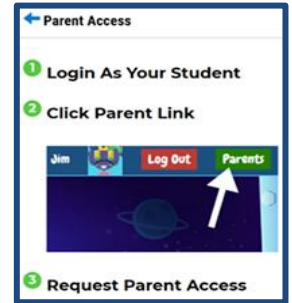 Parent Access
1 Login As Your Student
2 Click Parent Link
Jim Log Out Parents
3 Request Parent Access